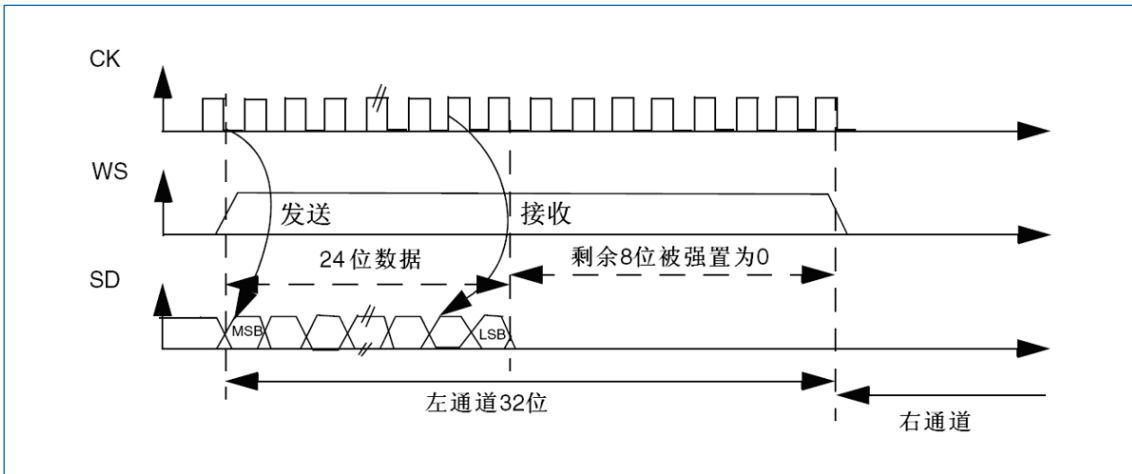 CK
WS
发送
接收
24位数据
剩余8位被强置为0
SD
MSB
LSB
左通道32位
右通道